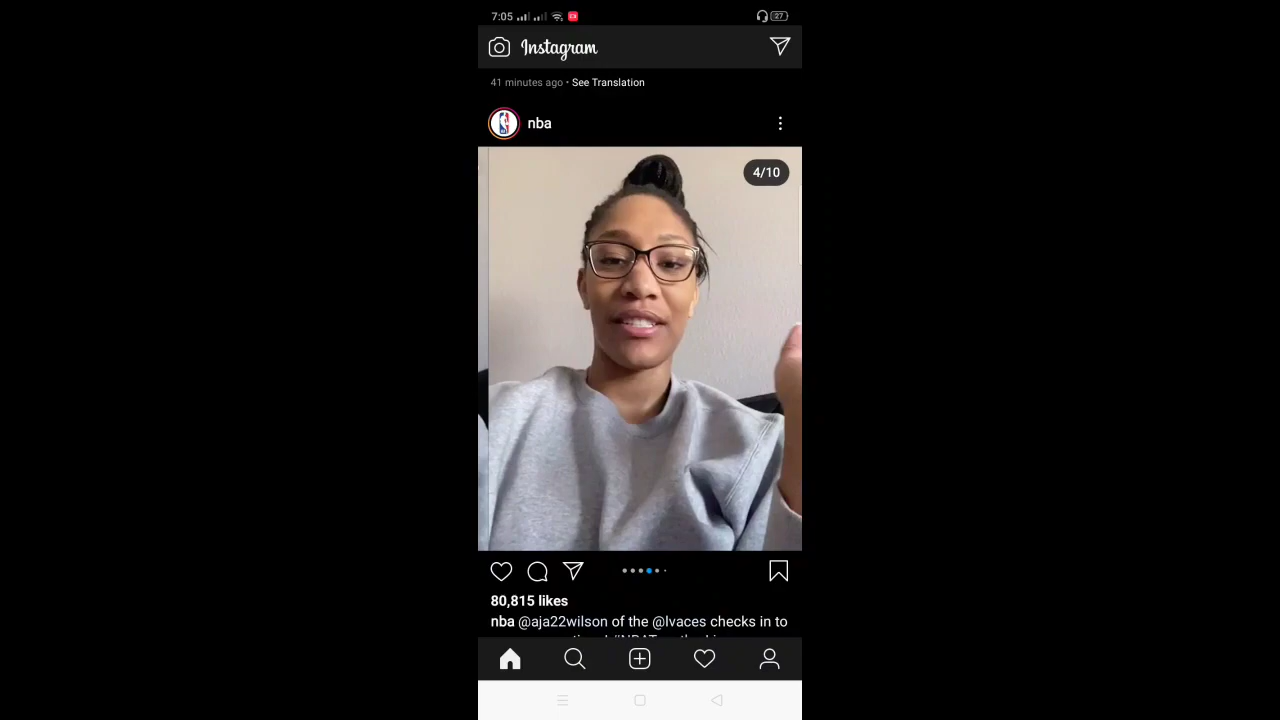 7:05
27
Instagram
41 minutes ago • See Translation
nba
4/10
80,815 likes
nba @aja22wilson of the @lvaces checks in to